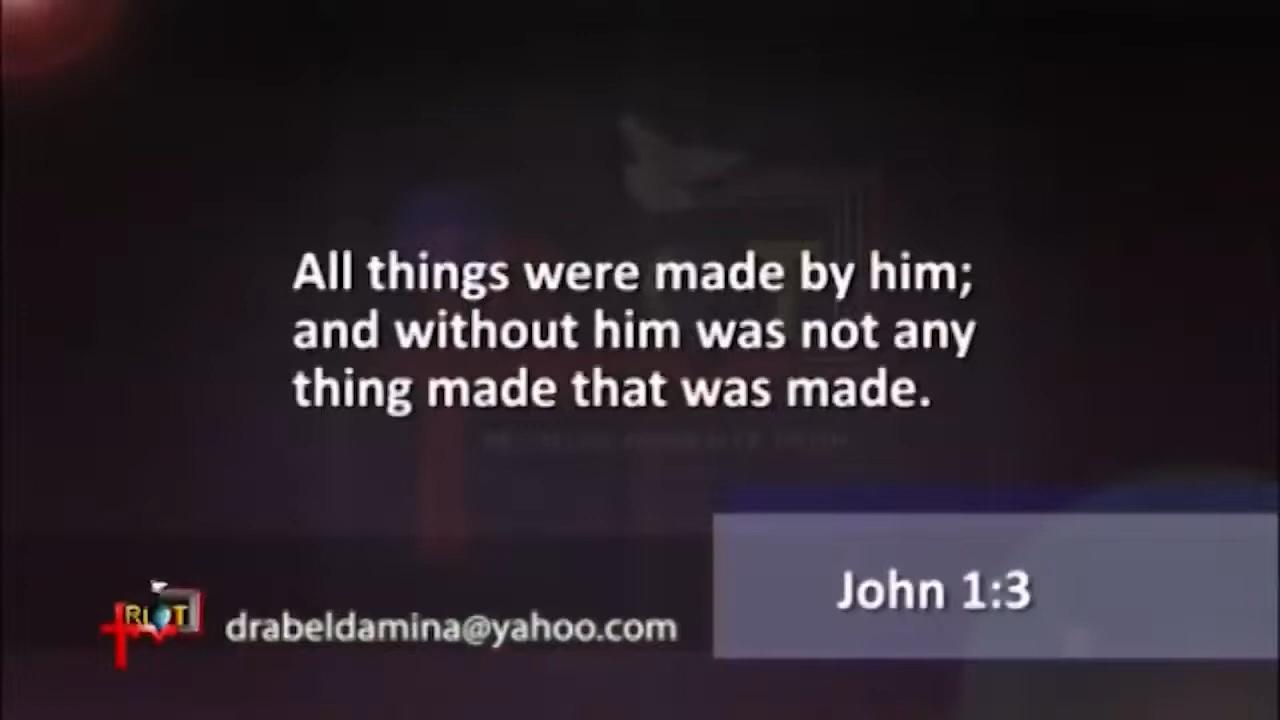 All things were made by him;
and without him was not any
thing made that was made.
John 1:3
RLOT
drabeldamina@yahoo.com